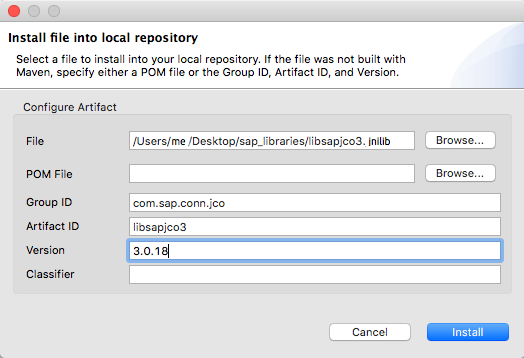 Install file into local repository
Select a file to install into your local repository. If the file was not built with
Maven, specify either a POM file or the Group ID, Artifact ID, and Version.
Configure Artifact
File /Users/me /Desktop/sap_libraries/libsapjco3. jnilib Browse...
POM File Browse...
Group ID com.sap.conn.jco
Artifact ID libsapjco3
Version 3.0.18
Classifier
Cancel Install